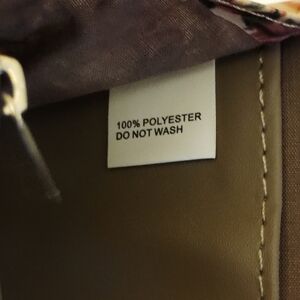 100% POLYESTER
DO NOT WASH